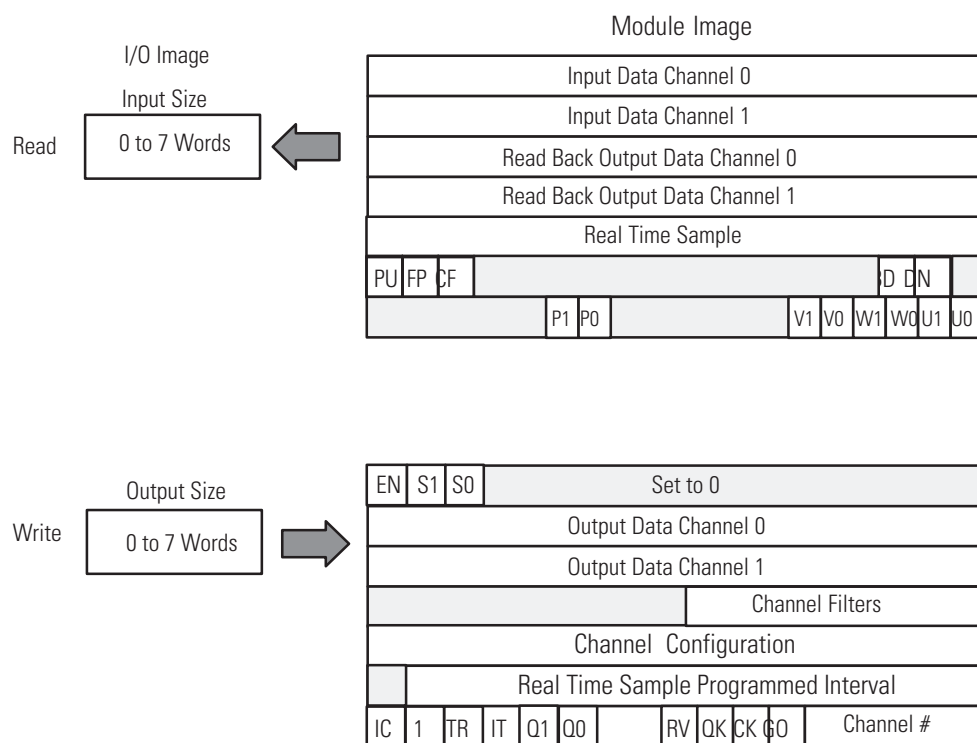 Module Image
I/O Image
Input Size
Read
0 to 7 Words
Input Data Channel 0
Input Data Channel 1
Read Back Output Data Channel 0
Read Back Output Data Channel 1
Real Time Sample
PU FP CF DN
P1 P0 V1 V0 W1 W0 U1 U0
Output Size
Write
0 to 7 Words
EN S1 S0 Set to 0
Output Data Channel 0
Output Data Channel 1
Channel Filters
Channel Configuration
Real Time Sample Programmed Interval
IC 1 TR IT Q1 Q0 RV QK CK GO Channel #